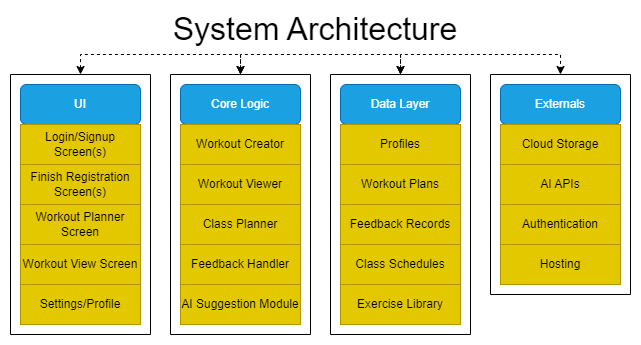 System Architecture
UI
Login/Signup
Screen(s)
Finish Registration
Screen(s)
Workout Planner
Screen
Workout View Screen
Settings/Profile
Core Logic
Workout Creator
Workout Viewer
Class Planner
Feedback Handler
AI Suggestion Module
Data Layer
Profiles
Workout Plans
Feedback Records
Class Schedules
Exercise Library
Externals
Cloud Storage
AI APIs
Authentication
Hosting